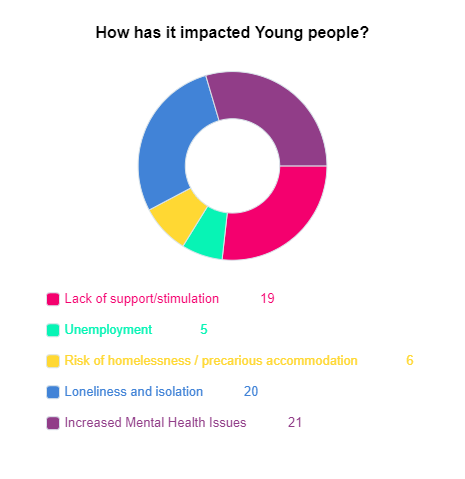 How has it impacted Young people?
Lack of support/stimulation 19
Unemployment 5
Risk of homelessness / precarious accommodation 6
Loneliness and isolation 20
Increased Mental Health Issues 21